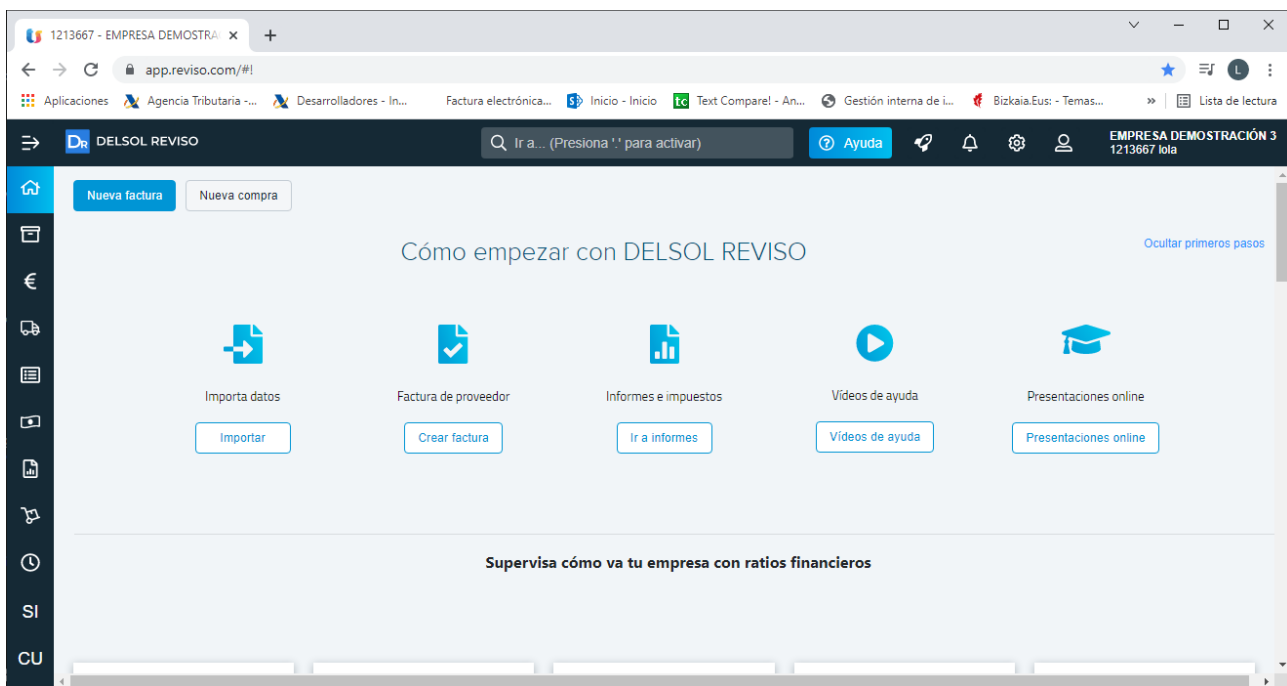 1213667 - EMPRESA DEMOSTRA
app.reviso.com/#!
L
Aplicaciones
Agencia Tributaria -...
Desarrolladores - In...
Factura electrónica...
Inicio - Inicio
tc Text Compare! - An...
Gestión interna de i...
Bizkaia.Eus: - Temas...
»
Lista de lectura
DR DELSOL REVISO
Ir a... (Presiona '.' para activar)
Ayuda
EMPRESA DEMOSTRACIÓN 3
1213667 lola
Nueva factura
Nueva compra
Cómo empezar con DELSOL REVISO
Ocultar primeros pasos
Importa datos
Factura de proveedor
Informes e impuestos
Vídeos de ayuda
Presentaciones online
Importar
Crear factura
Ir a informes
Vídeos de ayuda
Presentaciones online
Supervisa cómo va tu empresa con ratios financieros
€
SI
CU